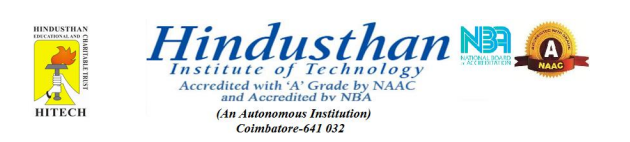 HINDUSTHAN
EDUCATIONAL AND
CHARITABLE TRUST
HITECH
Hindusthan
Institute of Technology
Accredited with 'A' Grade by NAAC
and Accredited by NBA
(An Autonomous Institution)
Coimbatore-641 032
NBA
NATIONAL BOARD
of ACCREDITATION
A
NAAC